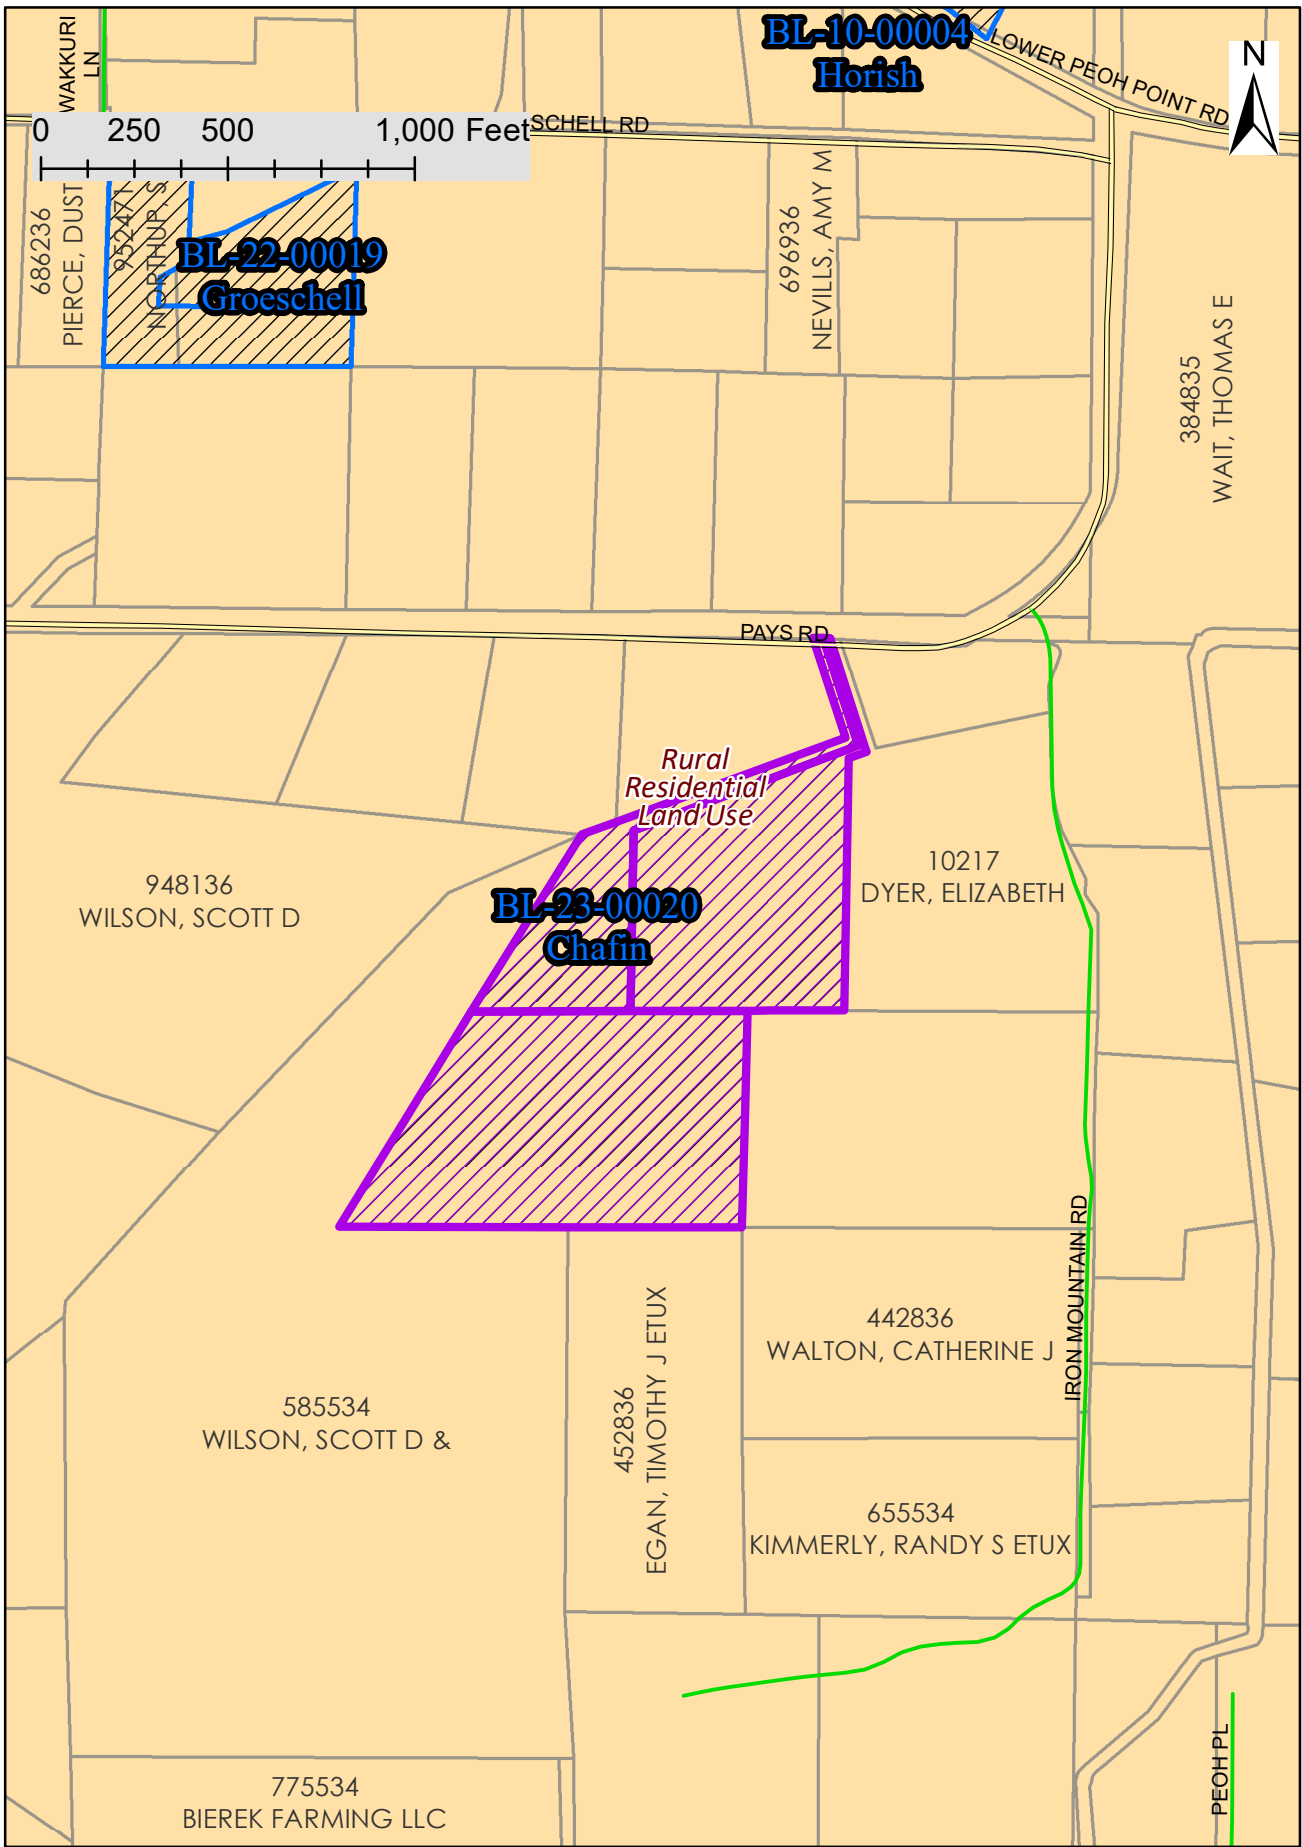 BL-10-00004
Horish
LOWER PEOH POINT RD
N
WAKKURI
LN
0 250 500 1,000 Feet
SCHELL RD
686236
PIERCE, DUST
952471
NORTHUP, S
BL-22-00019
Groeschell
696936
NEVILLS, AMY M
384835
WAIT, THOMAS E
PAYS RD
Rural
Residential
Land Use
948136
WILSON, SCOTT D
10217
DYER, ELIZABETH
BL-23-00020
Chafin
IRON MOUNTAIN RD
442836
WALTON, CATHERINE J
452836
EGAN, TIMOTHY J ETUX
585534
WILSON, SCOTT D &
655534
KIMMERLY, RANDY S ETUX
PEOH PL
775534
BIEREK FARMING LLC